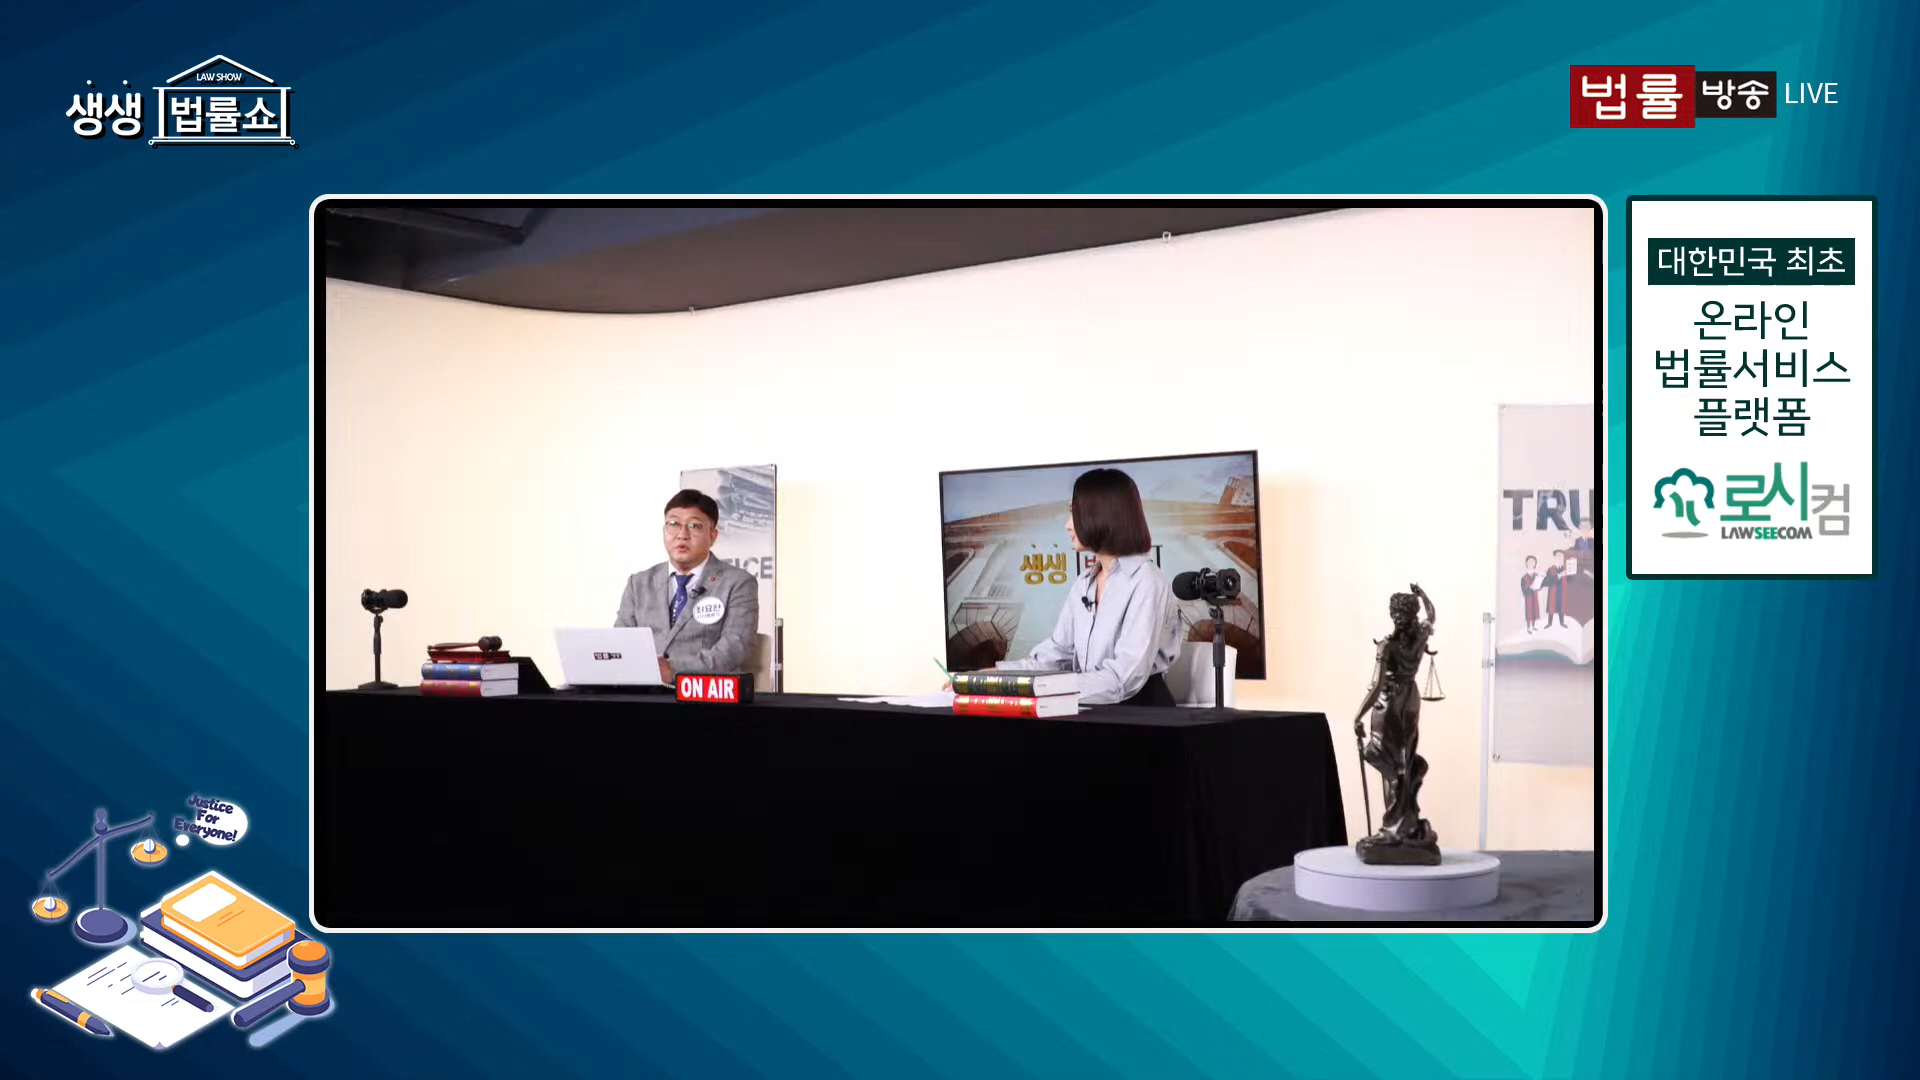 LAW SHOW
생생 법률쇼
법률방송 LIVE
대한민국 최초
온라인
법률서비스
플랫폼
로시컴
LAWSEECOM
생생
ICE
TRU
ON AIR
Justice
For
Everyone!